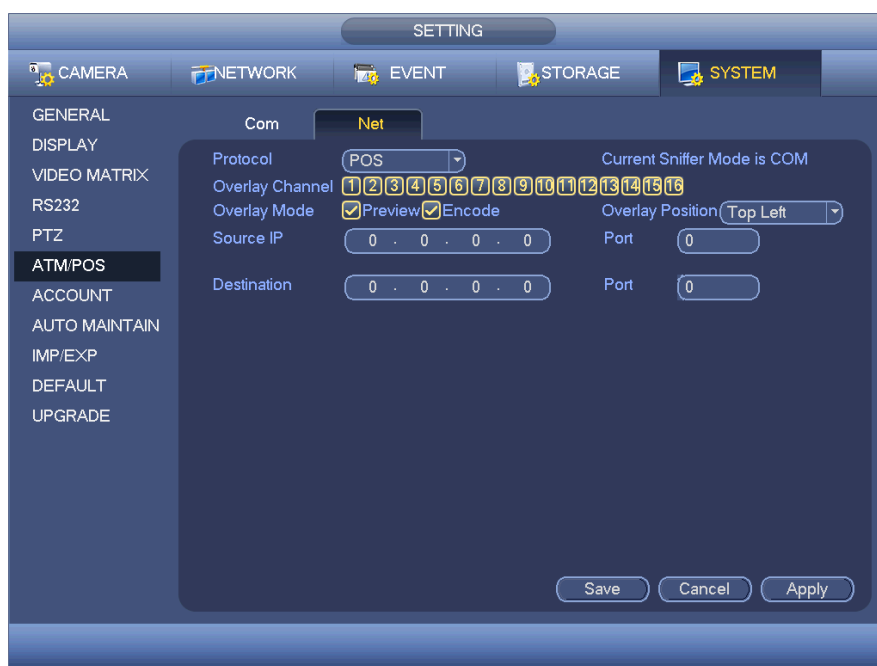 SETTING
CAMERA NETWORK EVENT STORAGE SYSTEM
GENERAL
DISPLAY
VIDEO MATRIX
RS232
PTZ
ATM/POS
ACCOUNT
AUTO MAINTAIN
IMP/EXP
DEFAULT
UPGRADE
Com Net
Protocol POS Current Sniffer Mode is COM
Overlay Channel 1 2 3 4 5 6 7 8 9 10 11 12 13 14 15 16
Overlay Mode Preview Encode Overlay Position Top Left
Source IP 0 . 0 . 0 . 0 Port 0
Destination 0 . 0 . 0 . 0 Port 0
Save Cancel Apply